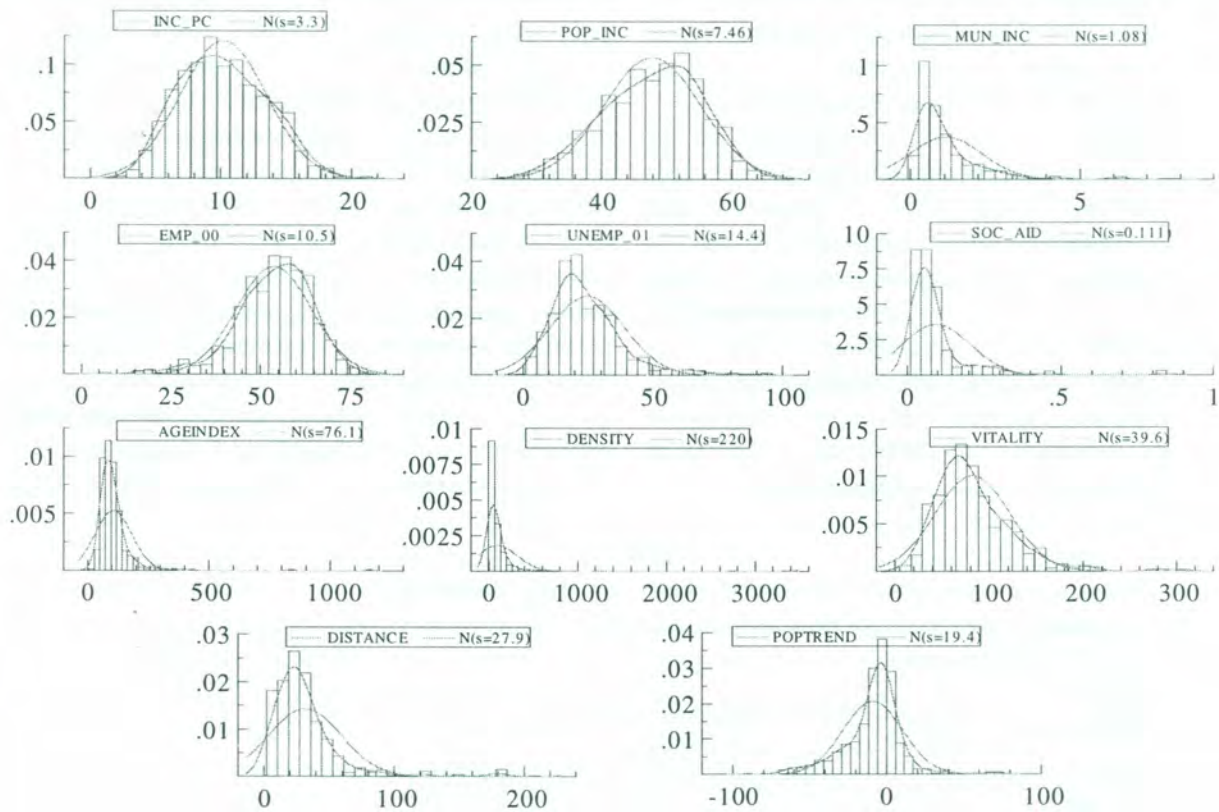 INC_PC N(s=3.3)
.1
.05
0 10 20
POP_INC N(s=7.46)
.05
.025
20 40 60
MUN_INC N(s=1.08)
1
.5
0 5
EMP_00 N(s=10.5)
.04
.02
0 25 50 75
UNEMP_01 N(s=14.4)
.04
.02
0 50 100
SOC_AID N(s=0.111)
10
7.5
5
2.5
0 .5 1
AGEINDEX N(s=76.1)
.01
.005
0 500 1000
DENSITY N(s=220)
.01
.0075
.005
.0025
0 1000 2000 3000
VITALITY N(s=39.6)
.015
.01
.005
0 100 200 300
DISTANCE N(s=27.9)
.03
.02
.01
0 100 200
POPTREND N(s=19.4)
.04
.03
.02
.01
-100 0 100